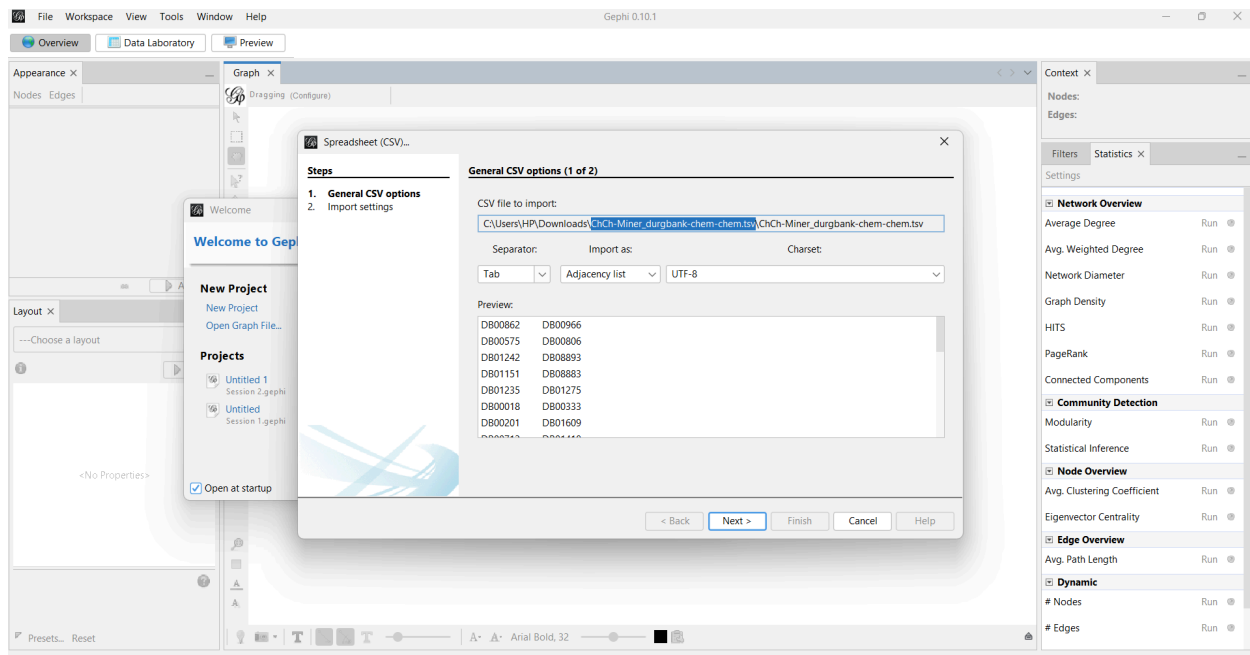 File Workspace View Tools Window Help
Gephi 0.10.1
Overview Data Laboratory Preview
Appearance
Nodes Edges
Graph
Dragging (Configure)
Context
Nodes:
Edges:
Filters Statistics
Settings
Network Overview
Average Degree Run
Avg. Weighted Degree Run
Network Diameter Run
Graph Density Run
HITS Run
PageRank Run
Connected Components Run
Community Detection
Modularity Run
Statistical Inference Run
Node Overview
Avg. Clustering Coefficient Run
Eigenvector Centrality Run
Edge Overview
Avg. Path Length Run
Dynamic
# Nodes Run
# Edges Run
Layout
---Choose a layout
<No Properties>
Presets... Reset
Welcome
Welcome to Gep
New Project
New Project
Open Graph File...
Projects
Untitled 1
Session 2.gephi
Untitled
Session 1.gephi
Open at startup
Spreadsheet (CSV)...
Steps
1. General CSV options
2. Import settings
General CSV options (1 of 2)
CSV file to import:
C:\Users\HP\Downloads\ChCh-Miner_durgbank-chem-chem.tsv\ChCh-Miner_durgbank-chem-chem.tsv
Separator: Import as: Charset:
Tab Adjacency list UTF-8
Preview:
DB00862 DB00966
DB00575 DB00806
DB01242 DB08893
DB01151 DB08883
DB01235 DB01275
DB00018 DB00333
DB00201 DB01609
< Back Next > Finish Cancel Help
Arial Bold, 32